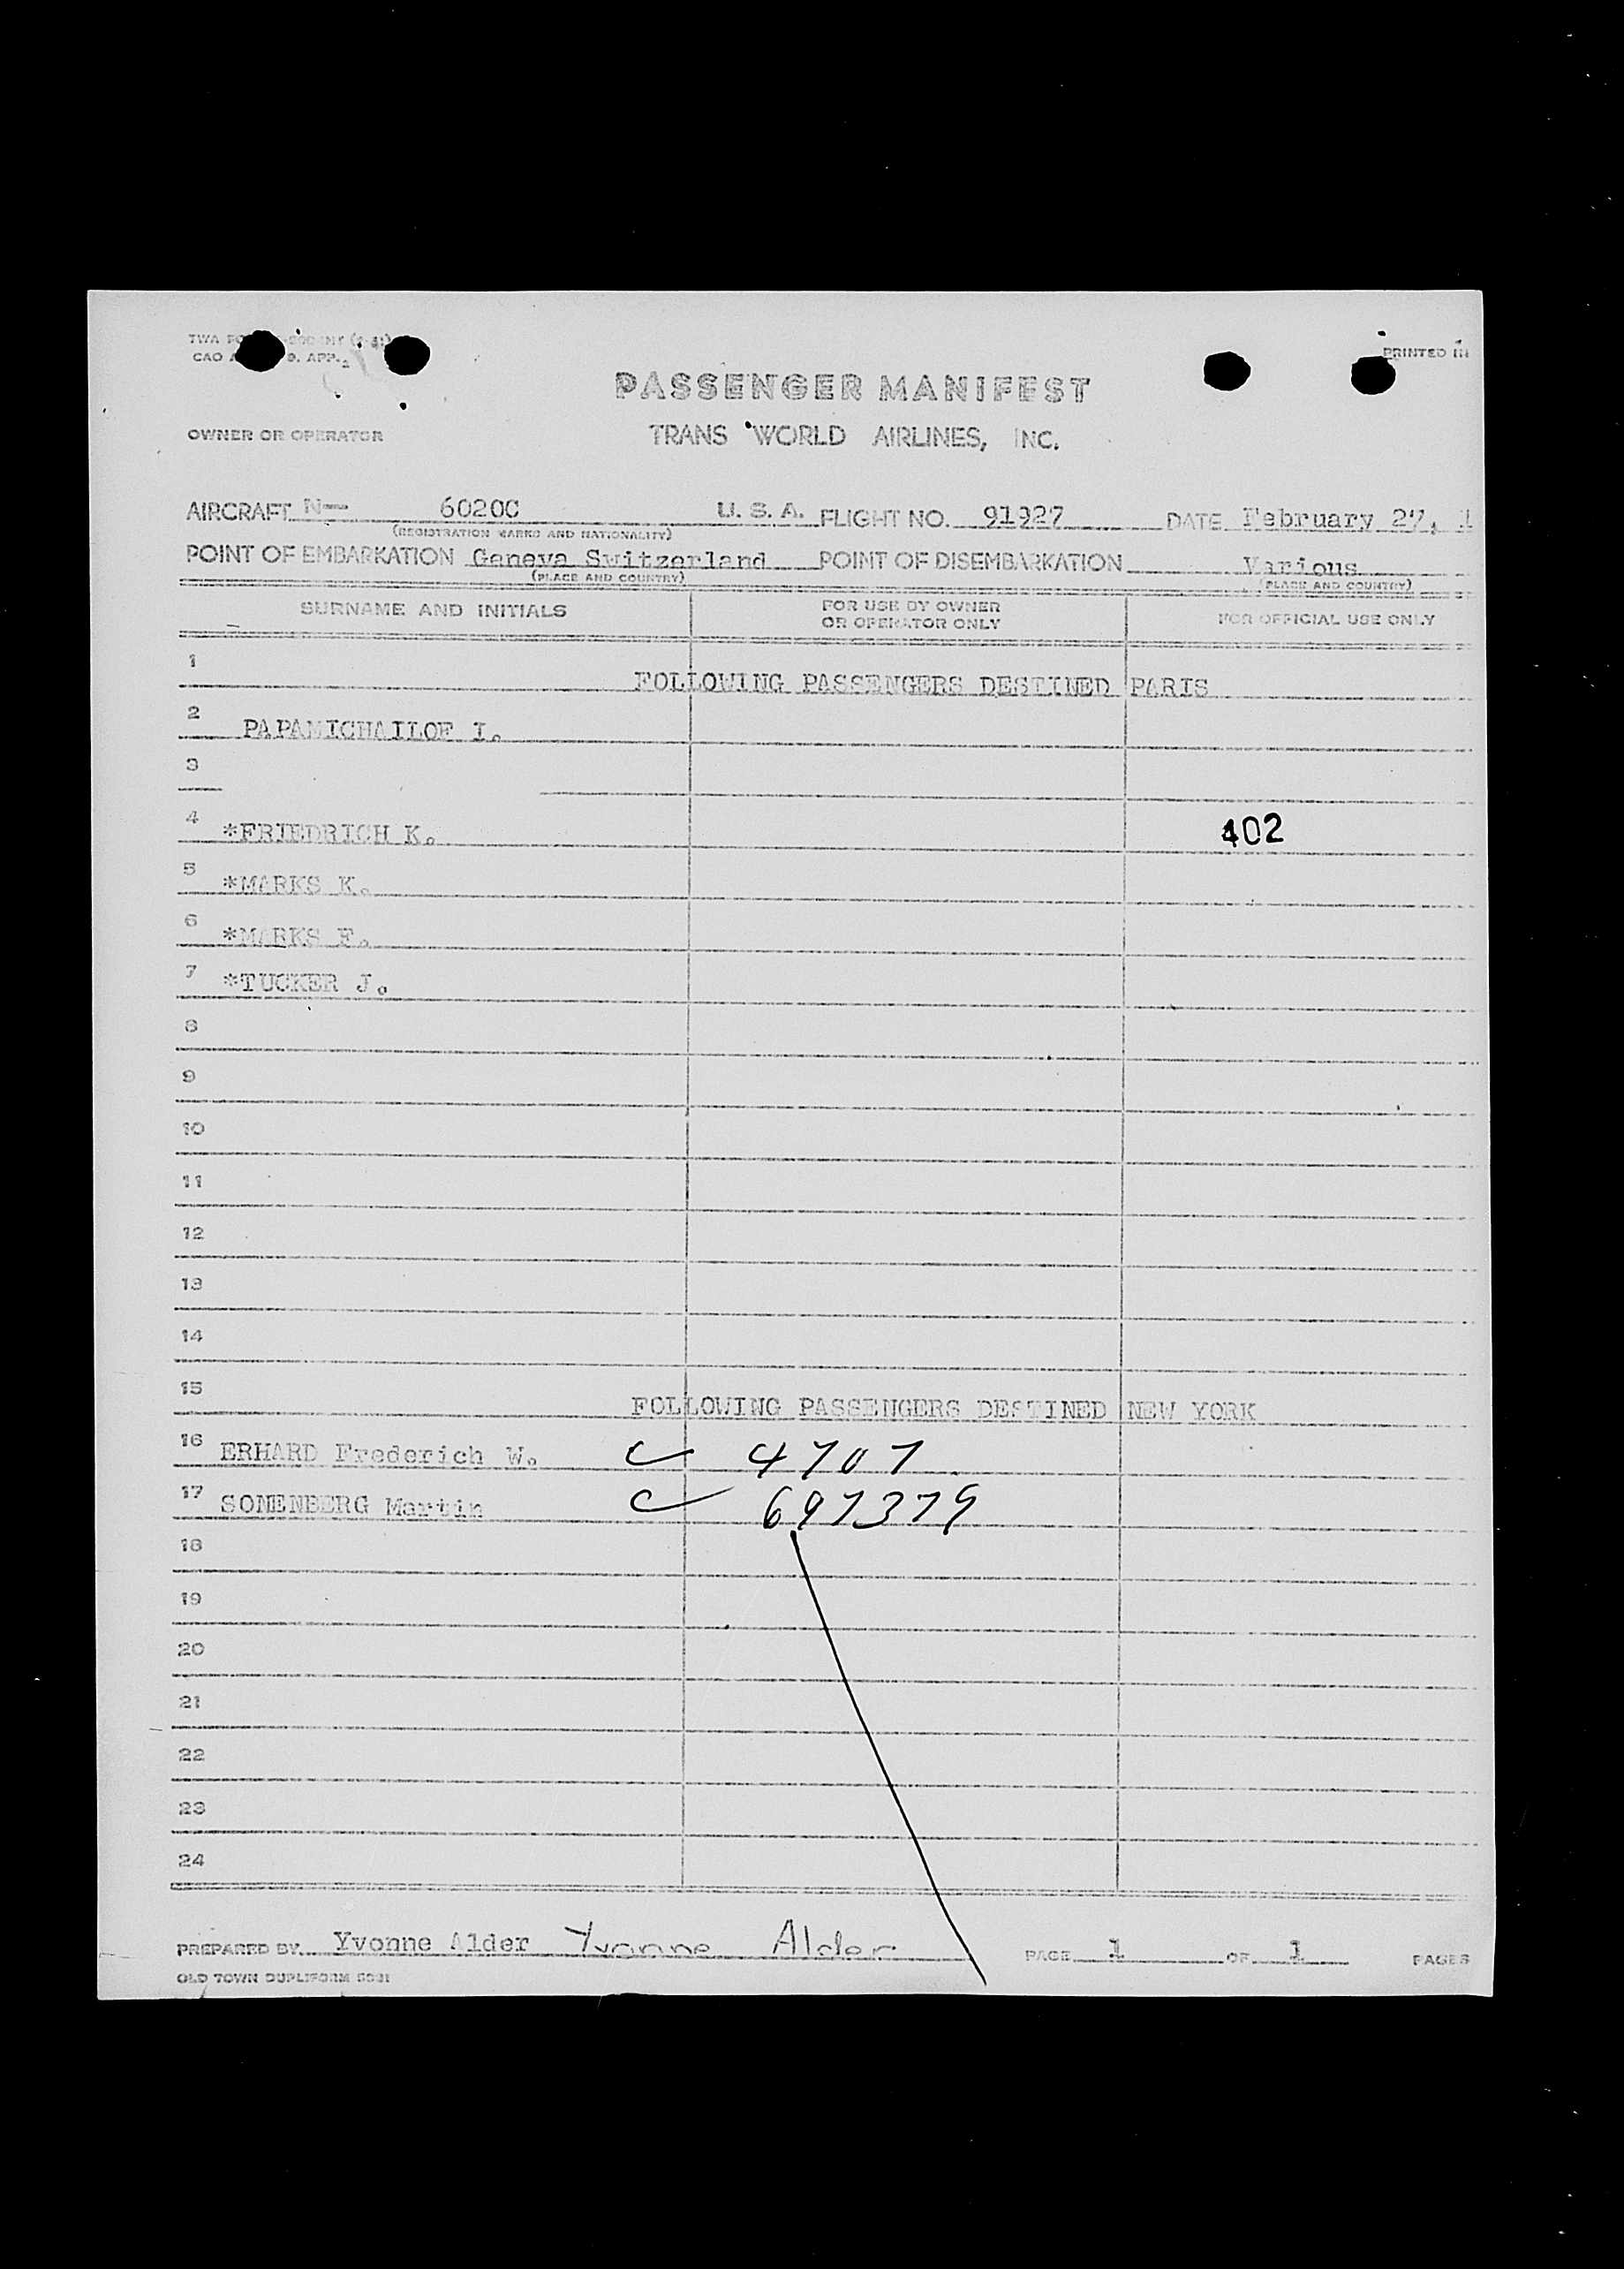 TWA
CAO
PRINTED IN
PASSENGER MANIFEST
OWNER OR OPERATOR
TRANS WORLD AIRLINES, INC.
AIRCRAFT N- 6020C U. S. A. FLIGHT NO. 91927 DATE February 27,
(REGISTRATION MARKS AND NATIONALITY)
POINT OF EMBARKATION Geneva Switzerland POINT OF DISEMBARKATION Various
(PLACE AND COUNTRY) (PLACE AND COUNTRY)
SURNAME AND INITIALS FOR USE BY OWNER OR OPERATOR ONLY FOR OFFICIAL USE ONLY
1 FOLLOWING PASSENGERS DESTINED PARIS
2 PAPAMICHAILOF I.
3
4 *FRIEDRICH K. 402
5 *MARKS K.
6 *MARKS F.
7 *TUCKER J.
8
9
10
11
12
13
14
15 FOLLOWING PASSENGERS DESTINED NEW YORK
16 ERHARD Frederich W. 4707
17 SONENBERG Martin 697379
18
19
20
21
22
23
24
PREPARED BY Yvonne Alder Yvonne Alder PAGE 1 OF 1 PAGES
OLD TOWN DUPLIFORM